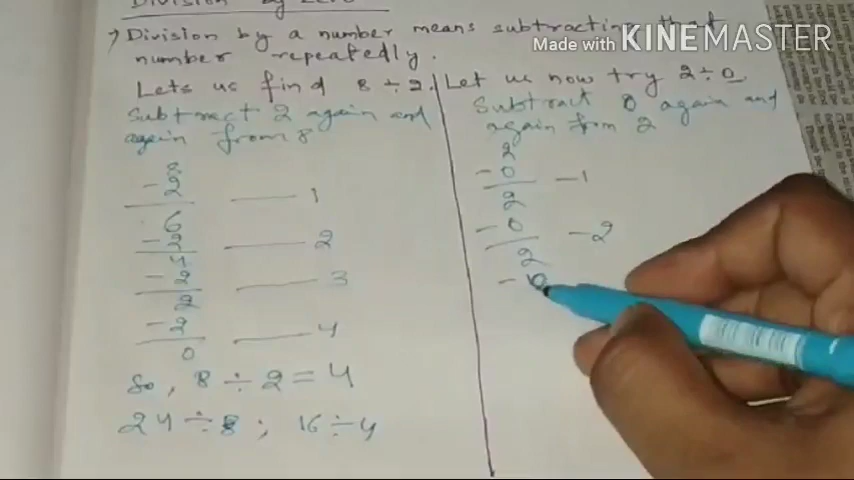 Division by zero
→ Division by a number means subtracting that
number repeatedly.
Made with KINEMASTER
Lets us find 8 ÷ 2.
Subtract 2 again and
again from 8
8
- 2 —— 1
6
- 2 —— 2
4
- 2 —— 3
2
- 2 —— 4
0
So, 8 ÷ 2 = 4
24 ÷ 8 ; 16 ÷ 4
Let us now try 2 ÷ 0
Subtract 0 again and
again from 2
2
- 0 — 1
2
- 0 — 2
2
- 0